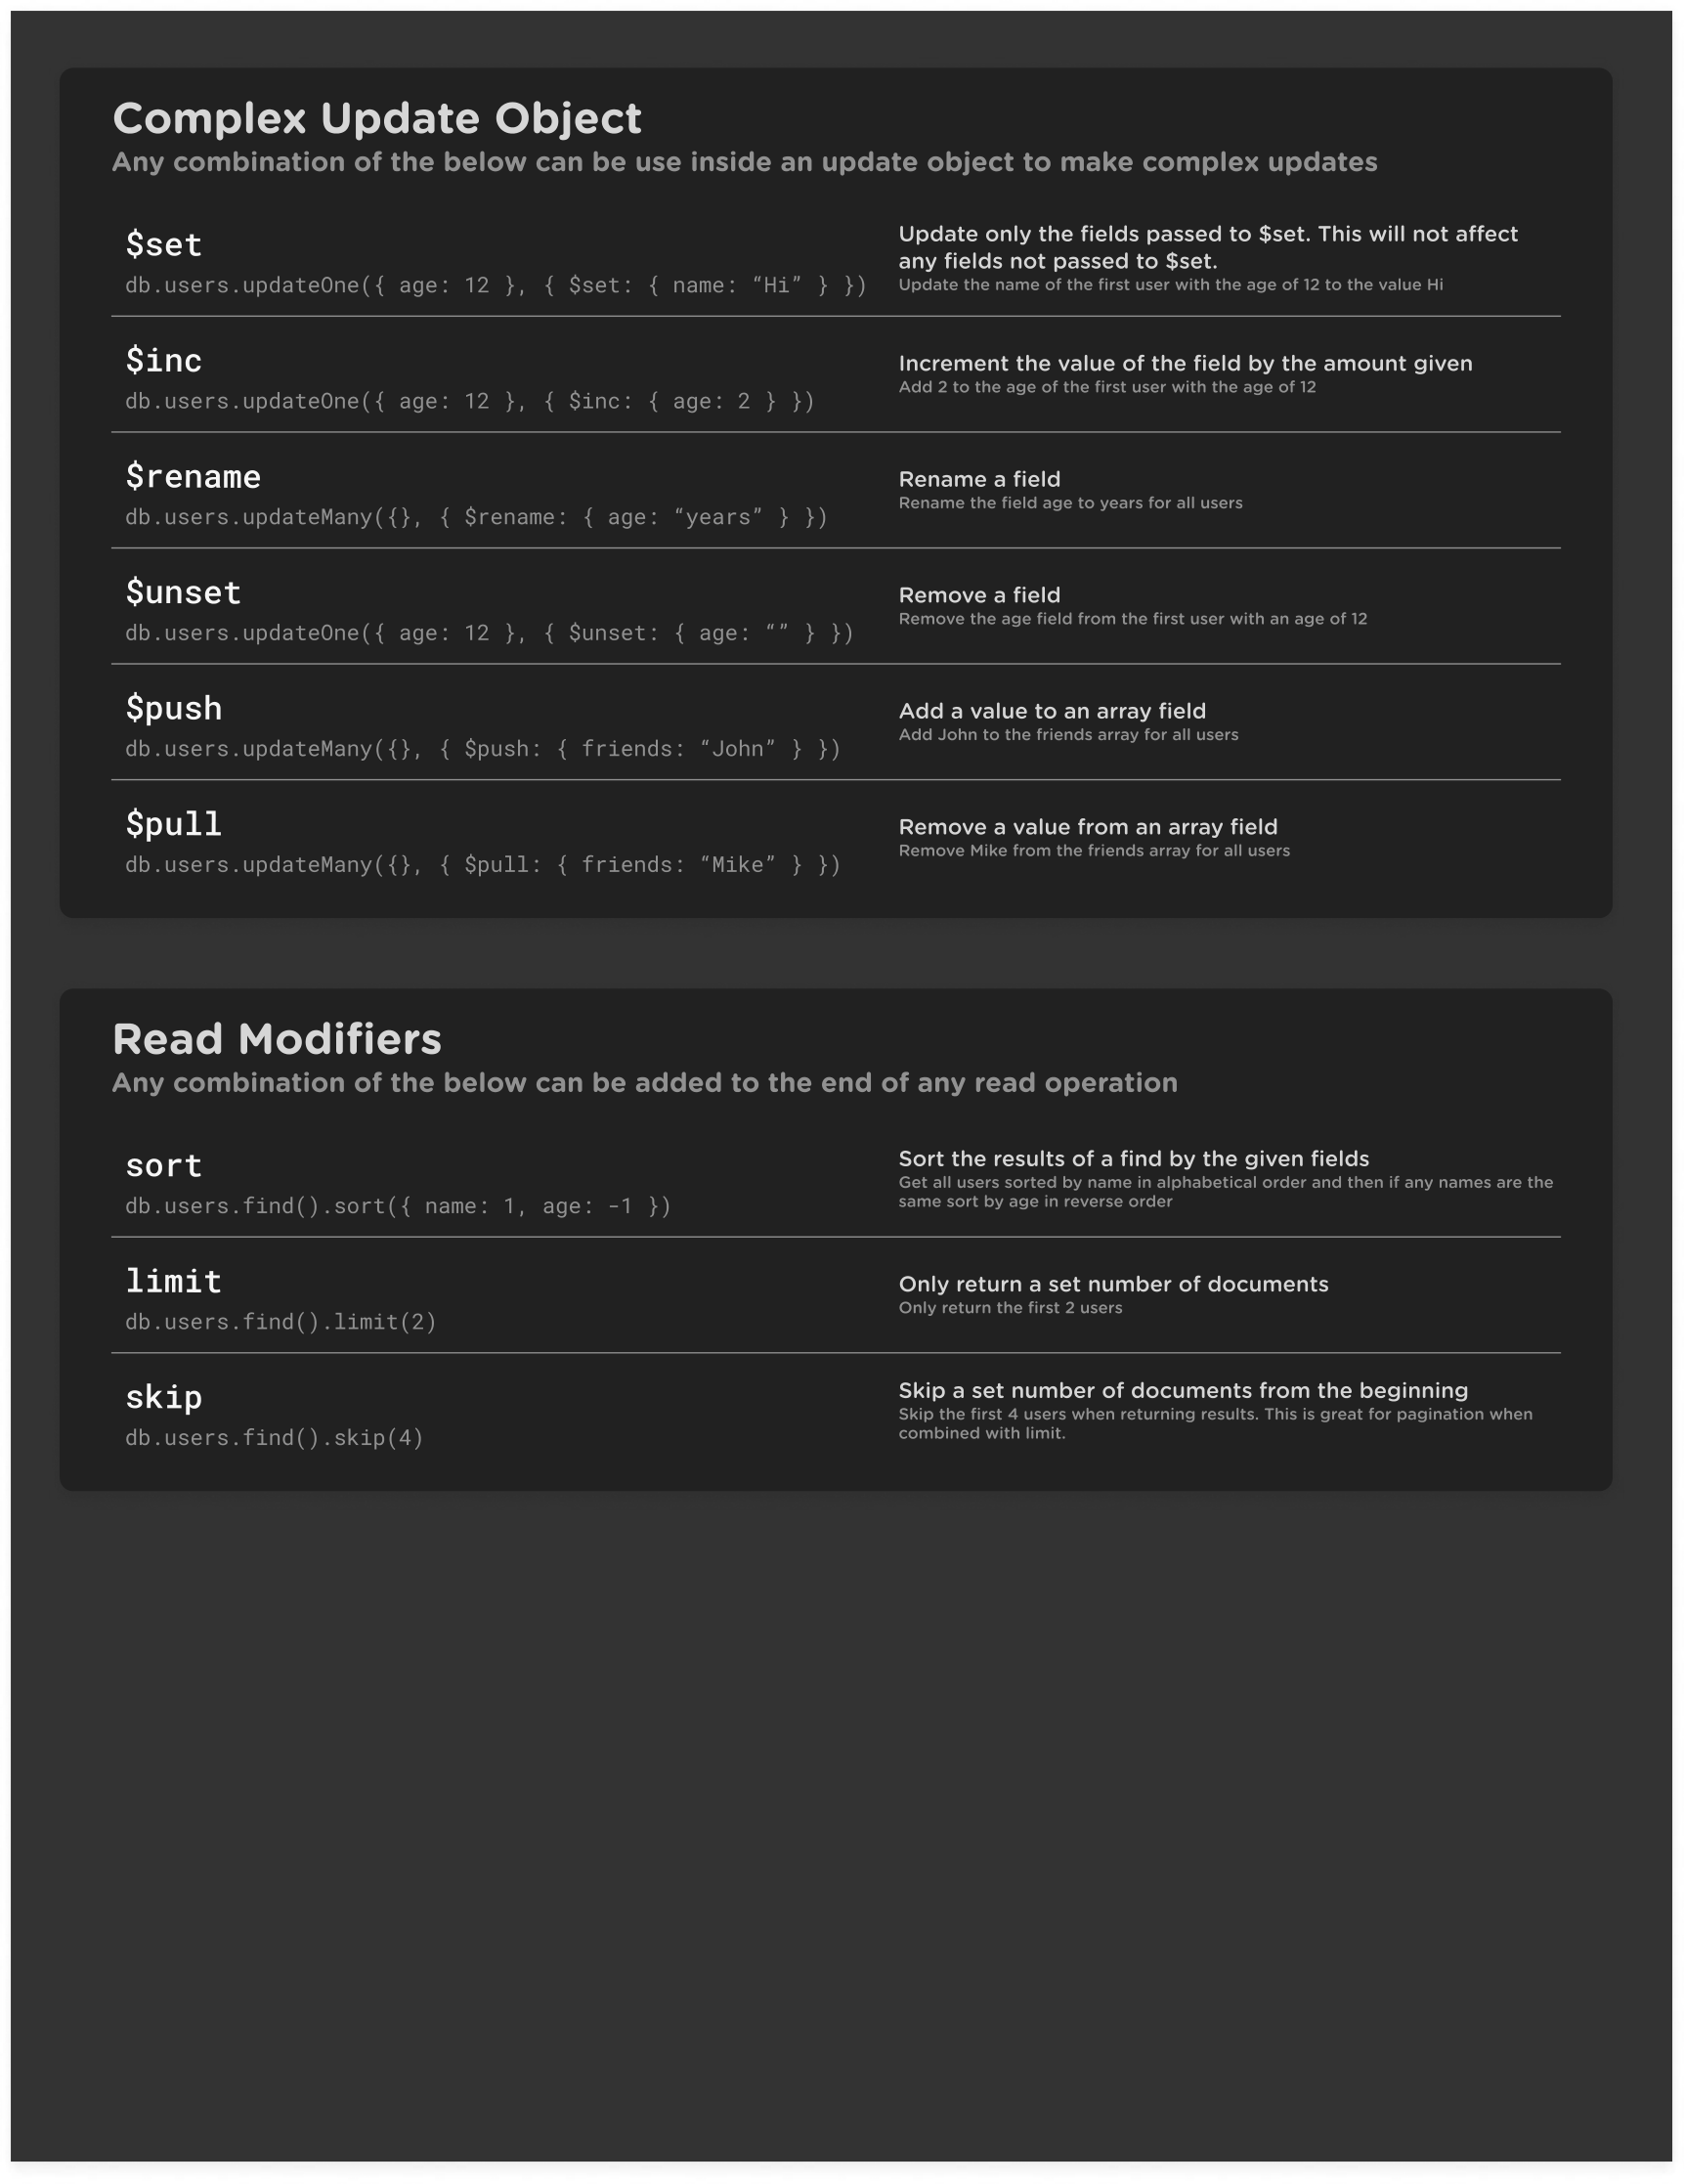 Complex Update Object
Any combination of the below can be use inside an update object to make complex updates
$set
db.users.updateOne({ age: 12 }, { $set: { name: “Hi” } })
Update only the fields passed to $set. This will not affect
any fields not passed to $set.
Update the name of the first user with the age of 12 to the value Hi
$inc
db.users.updateOne({ age: 12 }, { $inc: { age: 2 } })
Increment the value of the field by the amount given
Add 2 to the age of the first user with the age of 12
$rename
db.users.updateMany({}, { $rename: { age: “years” } })
Rename a field
Rename the field age to years for all users
$unset
db.users.updateOne({ age: 12 }, { $unset: { age: “” } })
Remove a field
Remove the age field from the first user with an age of 12
$push
db.users.updateMany({}, { $push: { friends: “John” } })
Add a value to an array field
Add John to the friends array for all users
$pull
db.users.updateMany({}, { $pull: { friends: “Mike” } })
Remove a value from an array field
Remove Mike from the friends array for all users
Read Modifiers
Any combination of the below can be added to the end of any read operation
sort
db.users.find().sort({ name: 1, age: -1 })
Sort the results of a find by the given fields
Get all users sorted by name in alphabetical order and then if any names are the
same sort by age in reverse order
limit
db.users.find().limit(2)
Only return a set number of documents
Only return the first 2 users
skip
db.users.find().skip(4)
Skip a set number of documents from the beginning
Skip the first 4 users when returning results. This is great for pagination when
combined with limit.